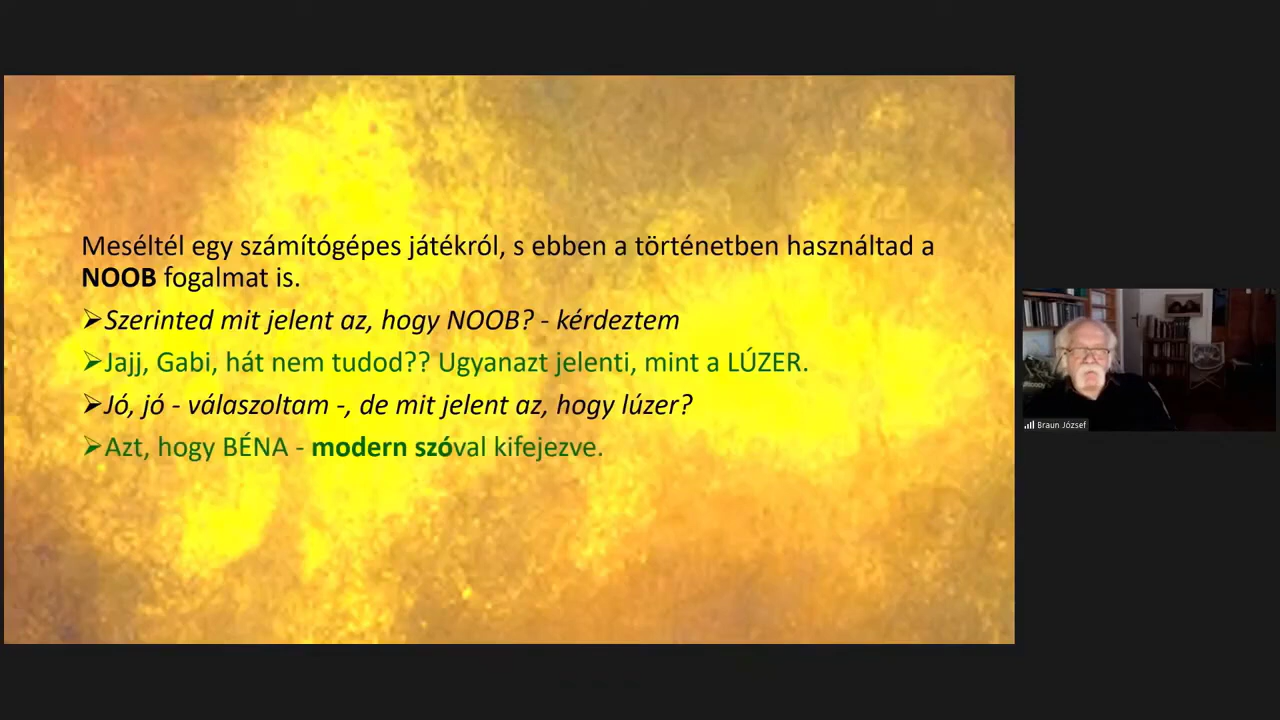 Meséltél egy számítógépes játékról, s ebben a történetben használtad a
NOOB fogalmat is.
➢Szerinted mit jelent az, hogy NOOB? - kérdeztem
➢Jajj, Gabi, hát nem tudod?? Ugyanazt jelenti, mint a LÚZER.
➢Jó, jó - válaszoltam -, de mit jelent az, hogy lúzer?
➢Azt, hogy BÉNA - modern szóval kifejezve.
Braun József